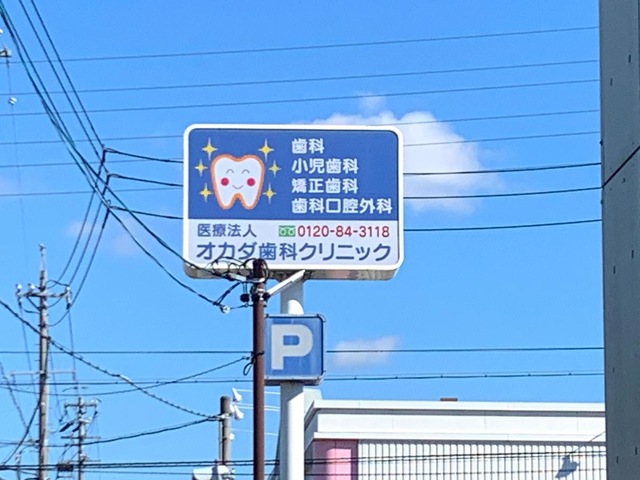 歯科
小児歯科
矯正歯科
歯科口腔外科
医療法人 0120-84-3118
オカダ歯科クリニック
P